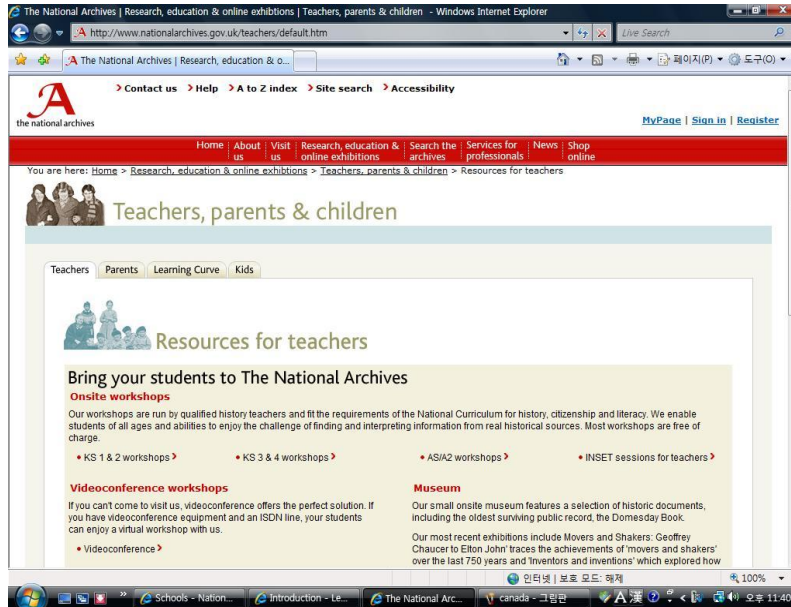 The National Archives | Research, education & online exhibtions | Teachers, parents & children - Windows Internet Explorer
http://www.nationalarchives.gov.uk/teachers/default.htm
Live Search
The National Archives | Research, education & o...
페이지(P)
도구(O)
Contact us
Help
A to Z index
Site search
Accessibility
the national archives
MyPage | Sign in | Register
Home
About us
Visit us
Research, education & online exhibitions
Search the archives
Services for professionals
News
Shop online
You are here: Home > Research, education & online exhibtions > Teachers, parents & children > Resources for teachers
Teachers, parents & children
Teachers
Parents
Learning Curve
Kids
Resources for teachers
Bring your students to The National Archives
Onsite workshops
Our workshops are run by qualified history teachers and fit the requirements of the National Curriculum for history, citizenship and literacy. We enable
students of all ages and abilities to enjoy the challenge of finding and interpreting information from real historical sources. Most workshops are free of
charge.
• KS 1 & 2 workshops
• KS 3 & 4 workshops
• AS/A2 workshops
• INSET sessions for teachers
Videoconference workshops
If you can't come to visit us, videoconference offers the perfect solution. If
you have videoconference equipment and an ISDN line, your students
can enjoy a virtual workshop with us.
• Videoconference
Museum
Our small onsite museum features a selection of historic documents,
including the oldest surviving public record, the Domesday Book.
Our most recent exhibitions include Movers and Shakers: Geoffrey
Chaucer to Elton John' traces the achievements of 'movers and shakers'
over the last 750 years and 'Inventors and inventions' which explored how
인터넷 | 보호 모드: 해제
100%
Schools - Nation...
Introduction - Le...
The National Arc...
canada - 그림판
A 漢
오후 11:40